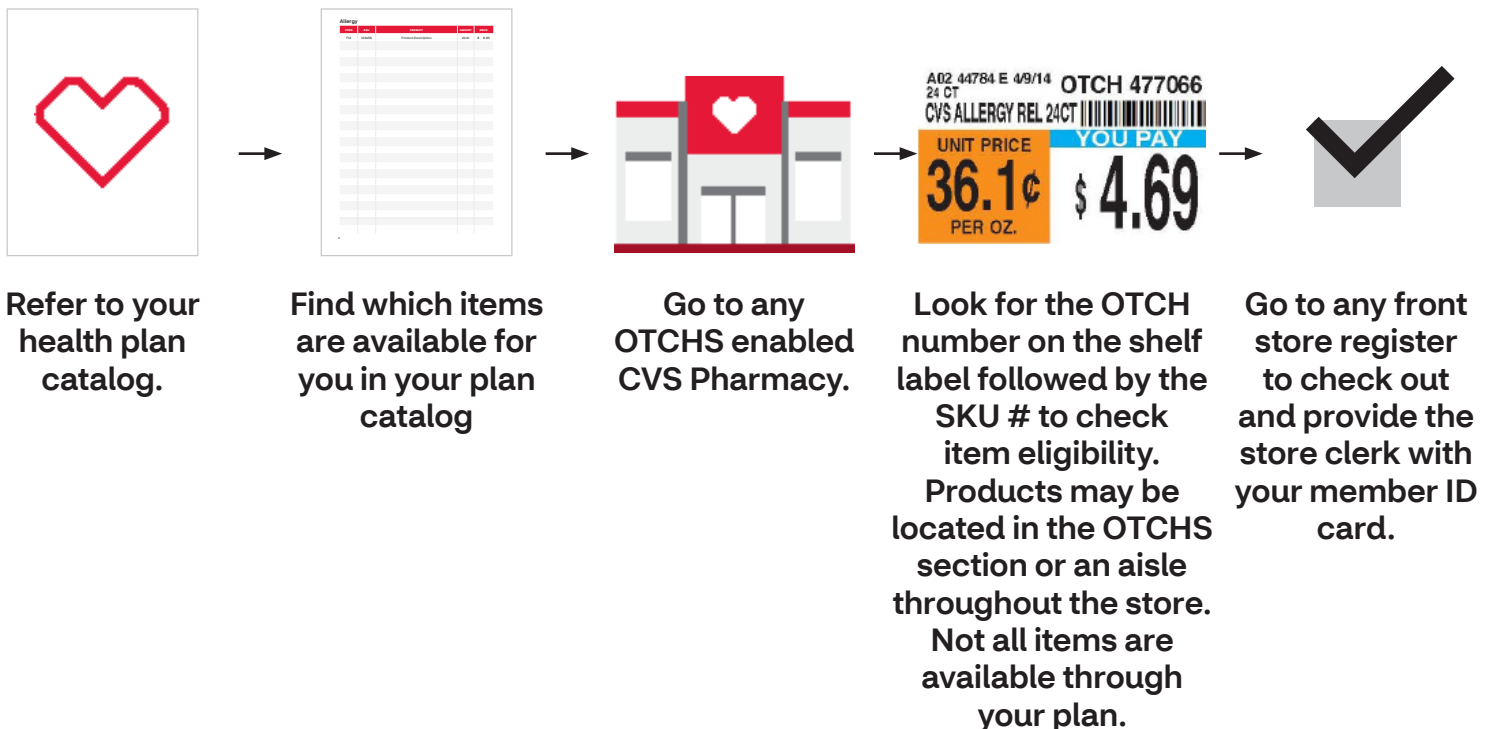 Allergy
A02 44784 E 4/9/14
24 CT
OTCH 477066
CVS ALLERGY REL 24CT
UNIT PRICE
36.1¢
PER OZ.
YOU PAY
$ 4.69
Refer to your
health plan
catalog.
Find which items
are available for
you in your plan
catalog
Go to any
OTCHS enabled
CVS Pharmacy.
Look for the OTCH
number on the shelf
label followed by the
SKU # to check
item eligibility.
Products may be
located in the OTCHS
section or an aisle
throughout the store.
Not all items are
available through
your plan.
Go to any front
store register
to check out
and provide the
store clerk with
your member ID
card.